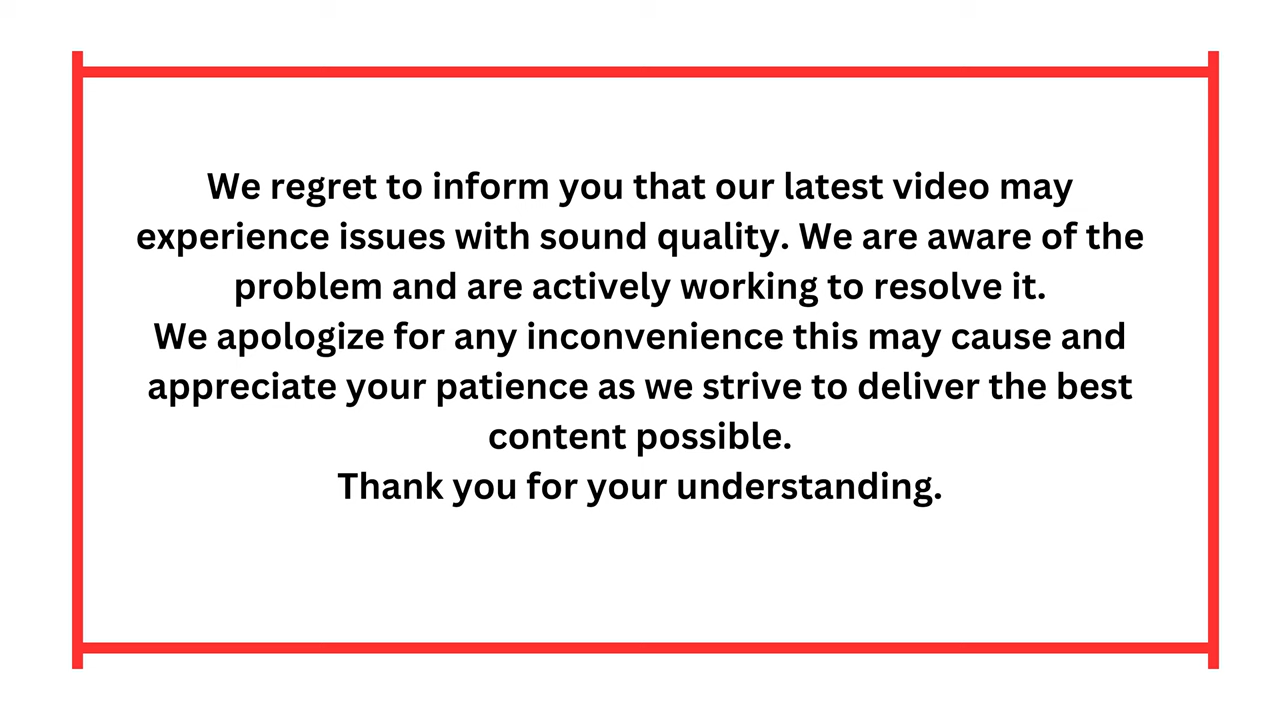 We regret to inform you that our latest video may
experience issues with sound quality. We are aware of the
problem and are actively working to resolve it.
We apologize for any inconvenience this may cause and
appreciate your patience as we strive to deliver the best
content possible.
Thank you for your understanding.